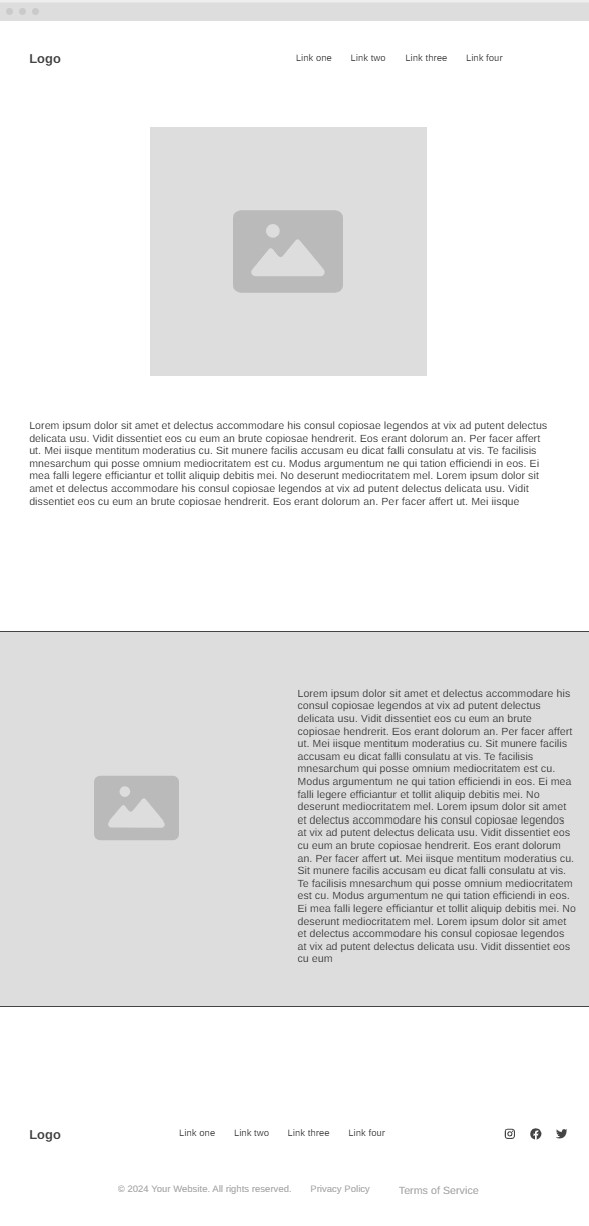 Logo
Link one Link two Link three Link four
Lorem ipsum dolor sit amet et delectus accommodare his consul copiosae legendos at vix ad putent delectus
delicata usu. Vidit dissentiet eos cu eum an brute copiosae hendrerit. Eos erant dolorum an. Per facer affert
ut. Mei iisque mentitum moderatius cu. Sit munere facilis accusam eu dicat falli consulatu at vis. Te facilisis
mnesarchum qui posse omnium mediocritatem est cu. Modus argumentum ne qui tation efficiendi in eos. Ei
mea falli legere efficiantur et tollit aliquip debitis mei. No deserunt mediocritatem mel. Lorem ipsum dolor sit
amet et delectus accommodare his consul copiosae legendos at vix ad putent delectus delicata usu. Vidit
dissentiet eos cu eum an brute copiosae hendrerit. Eos erant dolorum an. Per facer affert ut. Mei iisque
Lorem ipsum dolor sit amet et delectus accommodare his
consul copiosae legendos at vix ad putent delectus
delicata usu. Vidit dissentiet eos cu eum an brute
copiosae hendrerit. Eos erant dolorum an. Per facer affert
ut. Mei iisque mentitum moderatius cu. Sit munere facilis
accusam eu dicat falli consulatu at vis. Te facilisis
mnesarchum qui posse omnium mediocritatem est cu.
Modus argumentum ne qui tation efficiendi in eos. Ei mea
falli legere efficiantur et tollit aliquip debitis mei. No
deserunt mediocritatem mel. Lorem ipsum dolor sit amet
et delectus accommodare his consul copiosae legendos
at vix ad putent delectus delicata usu. Vidit dissentiet eos
cu eum an brute copiosae hendrerit. Eos erant dolorum
an. Per facer affert ut. Mei iisque mentitum moderatius cu.
Sit munere facilis accusam eu dicat falli consulatu at vis.
Te facilisis mnesarchum qui posse omnium mediocritatem
est cu. Modus argumentum ne qui tation efficiendi in eos.
Ei mea falli legere efficiantur et tollit aliquip debitis mei. No
deserunt mediocritatem mel. Lorem ipsum dolor sit amet
et delectus accommodare his consul copiosae legendos
at vix ad putent delectus delicata usu. Vidit dissentiet eos
cu eum
Logo
Link one Link two Link three Link four
© 2024 Your Website. All rights reserved. Privacy Policy Terms of Service